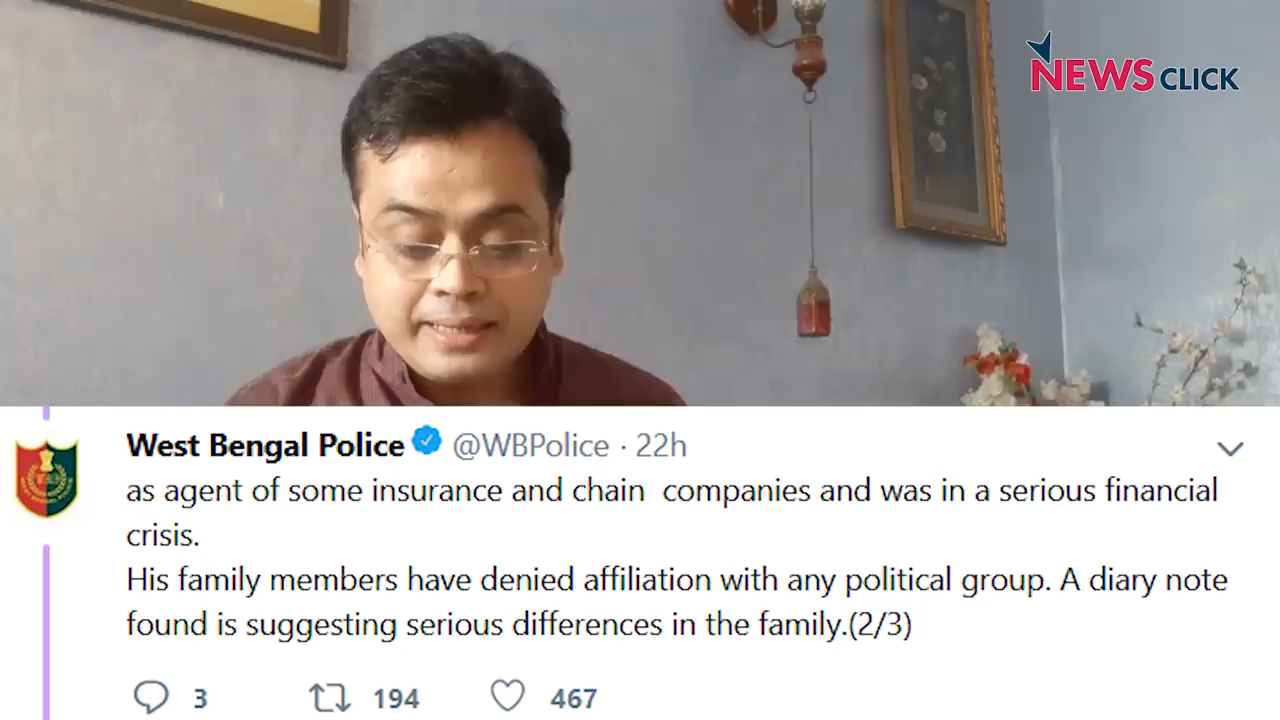 NEWSCLICK
West Bengal Police @WBPolice · 22h
as agent of some insurance and chain companies and was in a serious financial
crisis.
His family members have denied affiliation with any political group. A diary note
found is suggesting serious differences in the family.(2/3)
3 194 467